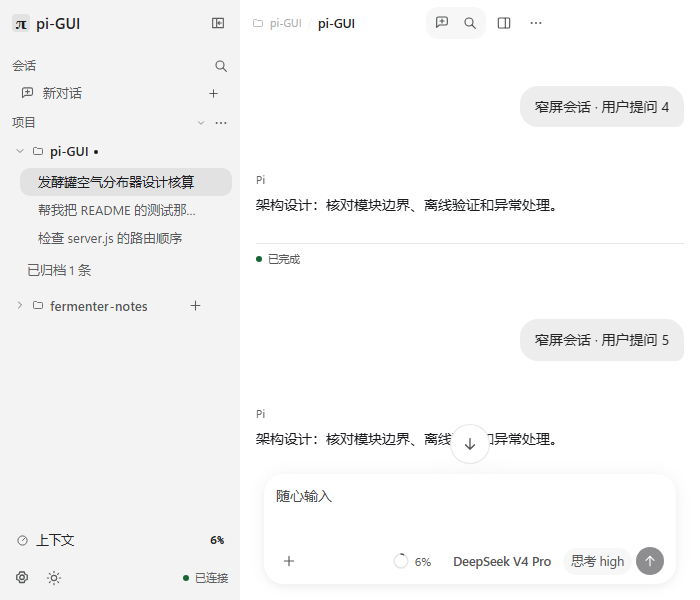 π pi-GUI
会话
新对话
项目
pi-GUI
发酵罐空气分布器设计核算
帮我把 README 的测试那...
检查 server.js 的路由顺序
已归档 1 条
fermenter-notes
上下文 6%
已连接
pi-GUI / pi-GUI
窄屏会话 · 用户提问 4
Pi
架构设计：核对模块边界、离线验证和异常处理。
已完成
窄屏会话 · 用户提问 5
Pi
架构设计：核对模块边界、离线 和异常处理。
随心输入
6% DeepSeek V4 Pro 思考 high